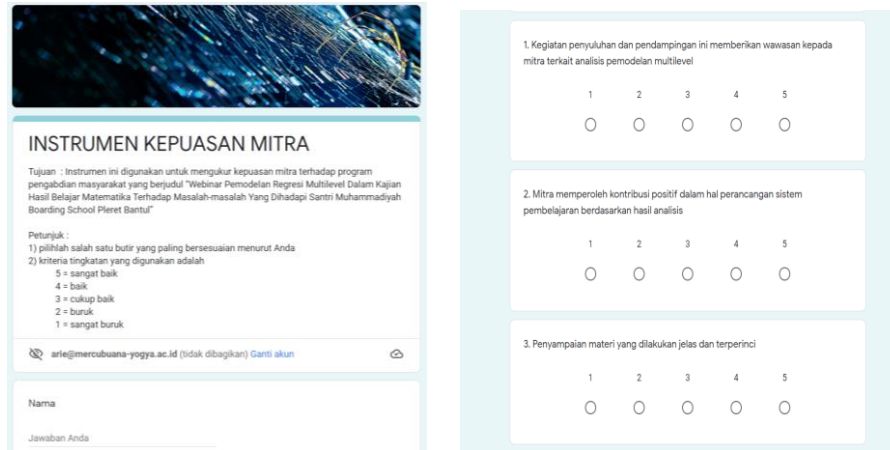 INSTRUMEN KEPUASAN MITRA
Tujuan : Instrumen ini digunakan untuk mengukur kepuasan mitra terhadap program
pengabdian masyarakat yang berjudul "Webinar Pemodelan Regresi Multilevel Dalam Kajian
Hasil Belajar Matematika Terhadap Masalah-masalah Yang Dihadapi Santri Muhammadiyah
Boarding School Pleret Bantul"
Petunjuk :
1) pilihlah salah satu butir yang paling bersesuaian menurut Anda
2) kriteria tingkatan yang digunakan adalah
5 = sangat baik
4 = baik
3 = cukup baik
2 = buruk
1 = sangat buruk
arie@mercubuana-yogya.ac.id (tidak dibagikan) Ganti akun
Nama
Jawaban Anda
1. Kegiatan penyuluhan dan pendampingan ini memberikan wawasan kepada
mitra terkait analisis pemodelan multilevel
1 2 3 4 5
2. Mitra memperoleh kontribusi positif dalam hal perancangan sistem
pembelajaran berdasarkan hasil analisis
1 2 3 4 5
3. Penyampaian materi yang dilakukan jelas dan terperinci
1 2 3 4 5